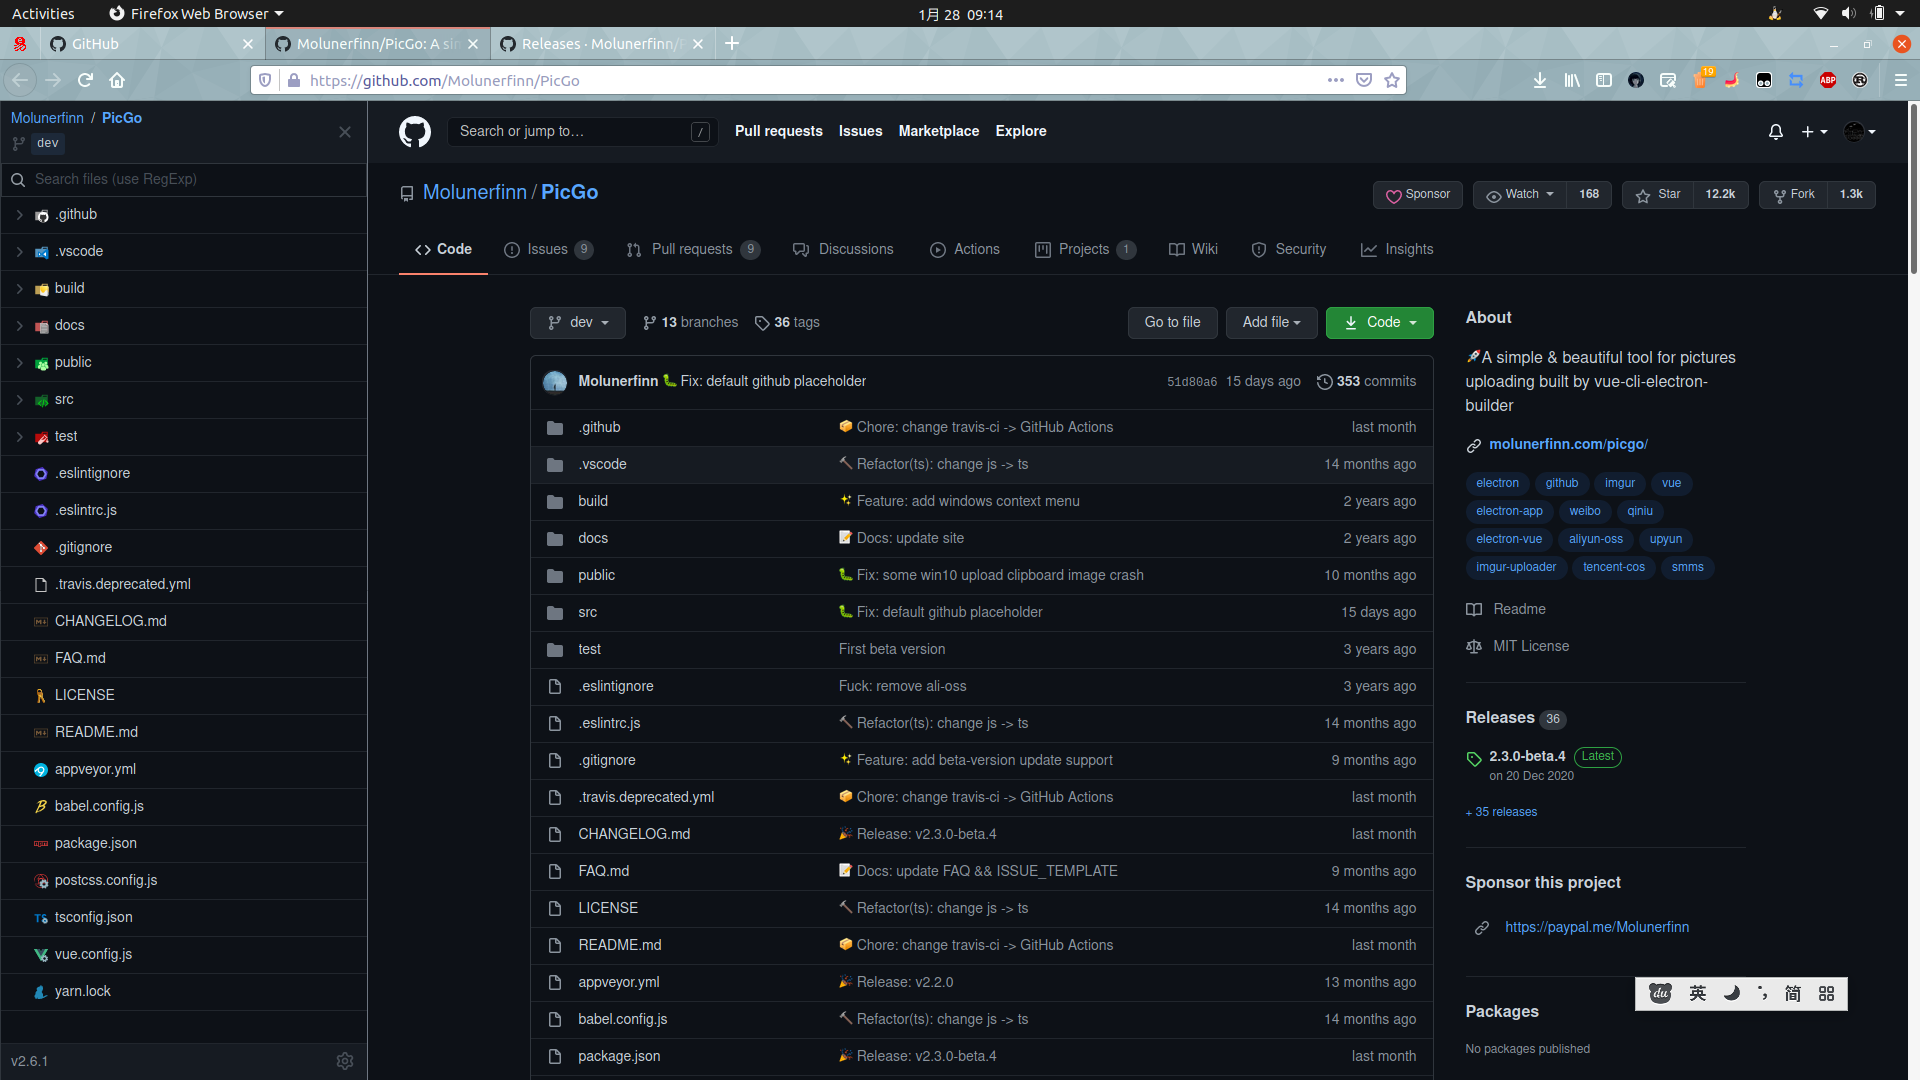 Activities Firefox Web Browser 1月 28 09:14
GitHub Molunerfinn/PicGo: A sim Releases · Molunerfinn/P
https://github.com/Molunerfinn/PicGo
19
ABP
Molunerfinn / PicGo
dev
Search files (use RegExp)
.github
.vscode
build
docs
public
src
test
.eslintignore
.eslintrc.js
.gitignore
.travis.deprecated.yml
CHANGELOG.md
FAQ.md
LICENSE
README.md
appveyor.yml
babel.config.js
package.json
postcss.config.js
tsconfig.json
vue.config.js
yarn.lock
v2.6.1
Search or jump to… / Pull requests Issues Marketplace Explore
Molunerfinn / PicGo
Sponsor Watch 168 Star 12.2k Fork 1.3k
Code Issues 9 Pull requests 9 Discussions Actions Projects 1 Wiki Security Insights
dev 13 branches 36 tags Go to file Add file Code
Molunerfinn 🐛 Fix: default github placeholder 51d80a6 15 days ago 353 commits
.github 📦 Chore: change travis-ci -> GitHub Actions last month
.vscode 🔨 Refactor(ts): change js -> ts 14 months ago
build ✨ Feature: add windows context menu 2 years ago
docs 📝 Docs: update site 2 years ago
public 🐛 Fix: some win10 upload clipboard image crash 10 months ago
src 🐛 Fix: default github placeholder 15 days ago
test First beta version 3 years ago
.eslintignore Fuck: remove ali-oss 3 years ago
.eslintrc.js 🔨 Refactor(ts): change js -> ts 14 months ago
.gitignore ✨ Feature: add beta-version update support 9 months ago
.travis.deprecated.yml 📦 Chore: change travis-ci -> GitHub Actions last month
CHANGELOG.md 🎉 Release: v2.3.0-beta.4 last month
FAQ.md 📝 Docs: update FAQ && ISSUE_TEMPLATE 9 months ago
LICENSE 🔨 Refactor(ts): change js -> ts 14 months ago
README.md 📦 Chore: change travis-ci -> GitHub Actions last month
appveyor.yml 🎉 Release: v2.2.0 13 months ago
babel.config.js 🔨 Refactor(ts): change js -> ts 14 months ago
package.json 🎉 Release: v2.3.0-beta.4 last month
About
🚀A simple & beautiful tool for pictures
uploading built by vue-cli-electron-
builder
molunerfinn.com/picgo/
electron github imgur vue
electron-app weibo qiniu
electron-vue aliyun-oss upyun
imgur-uploader tencent-cos smms
Readme
MIT License
Releases 36
2.3.0-beta.4 Latest
on 20 Dec 2020
+ 35 releases
Sponsor this project
https://paypal.me/Molunerfinn
du 英 简
Packages
No packages published